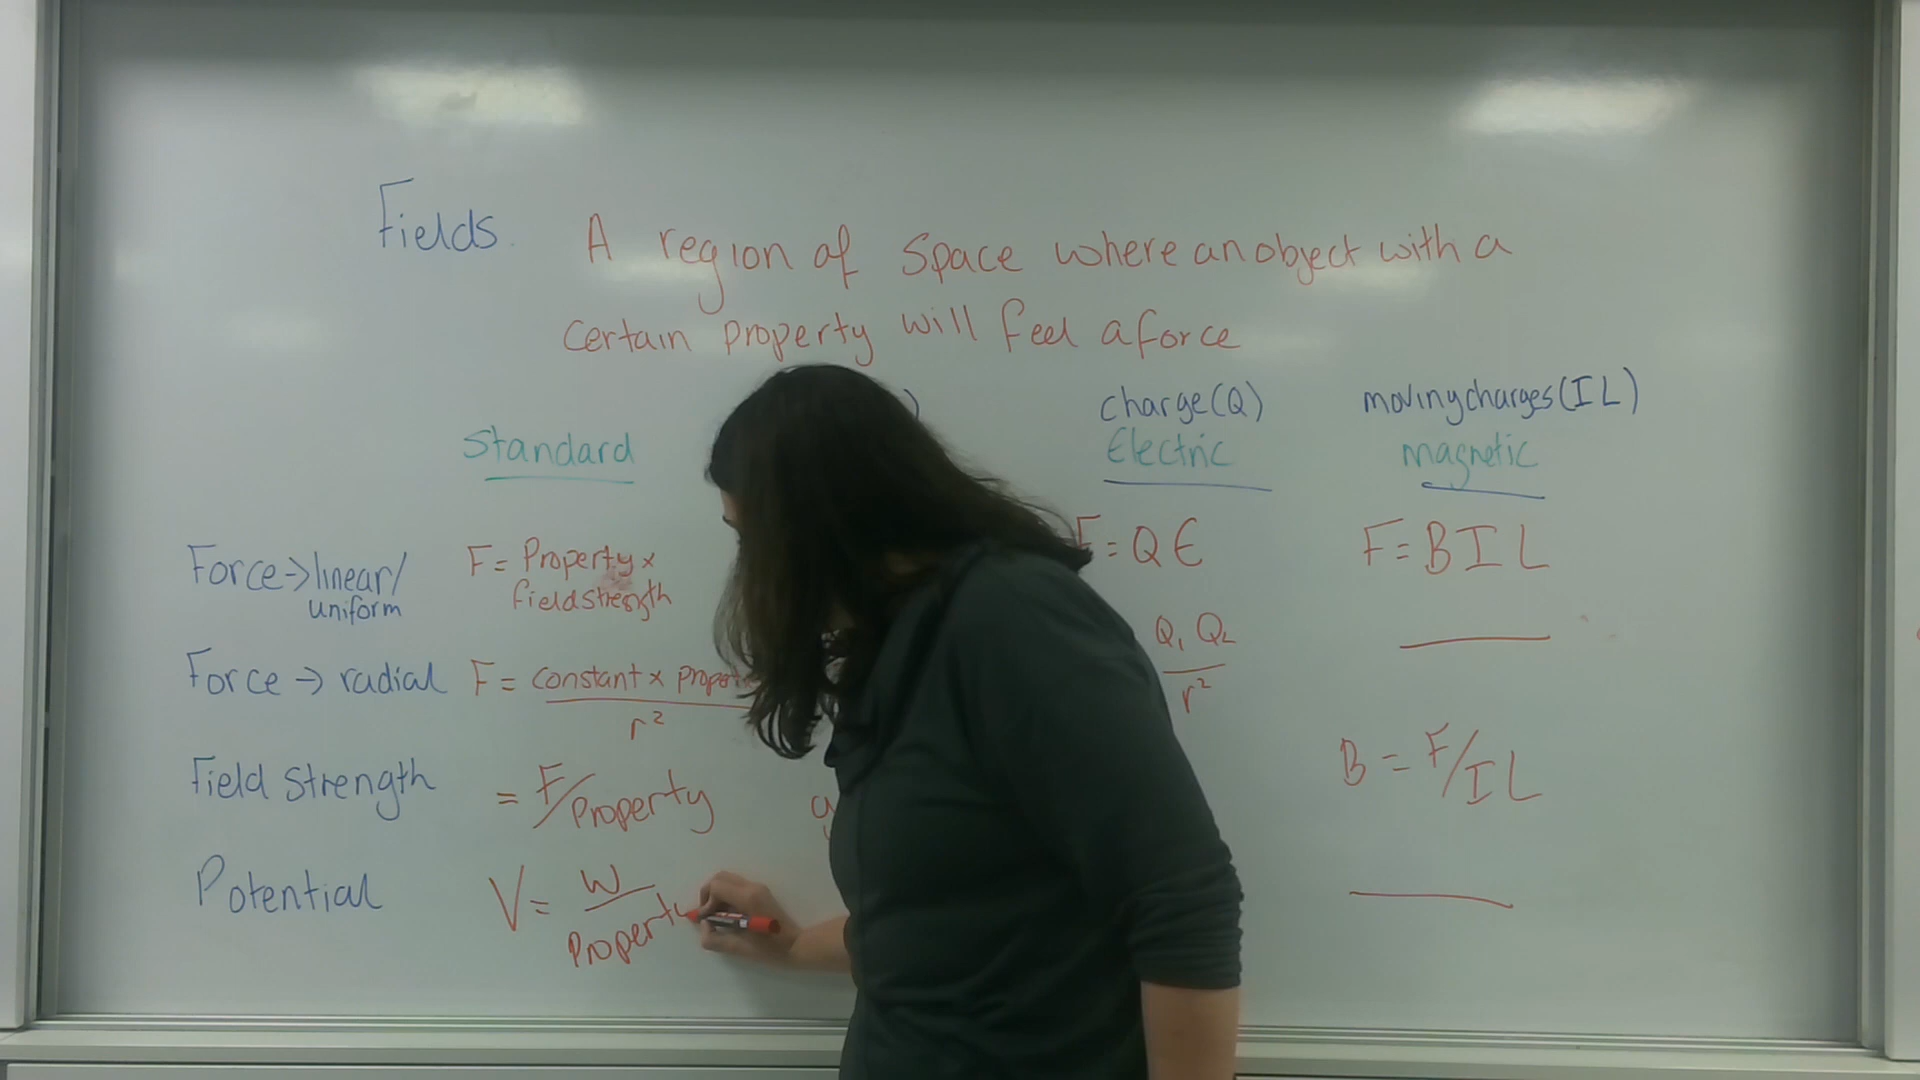 Fields. A region of space where an object with a
certain property will feel a force
) charge(Q) moving charges (IL)
Standard Electric magnetic
Force → linear/ F = Property × F = QE F = BIL
uniform field strength
Force → radial F = constant × Q₁ Q₂
r² r²
Field Strength = F/Property B = F/IL
Potential V = W
Property